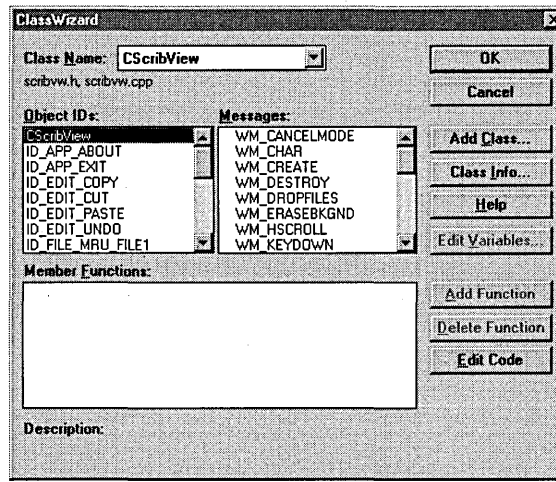 ClassWizard
Class Name: CScribView
scribvw.h, scribvw.cpp
Object IDs:
CScribView
ID_APP_ABOUT
ID_APP_EXIT
ID_EDIT_COPY
ID_EDIT_CUT
ID_EDIT_PASTE
ID_EDIT_UNDO
ID_FILE_MRU_FILE1
Messages:
WM_CANCELMODE
WM_CHAR
WM_CREATE
WM_DESTROY
WM_DROPFILES
WM_ERASEBKGND
WM_HSCROLL
WM_KEYDOWN
Member Functions:
Description:
OK
Cancel
Add Class...
Class Info...
Help
Edit Variables...
Add Function
Delete Function
Edit Code